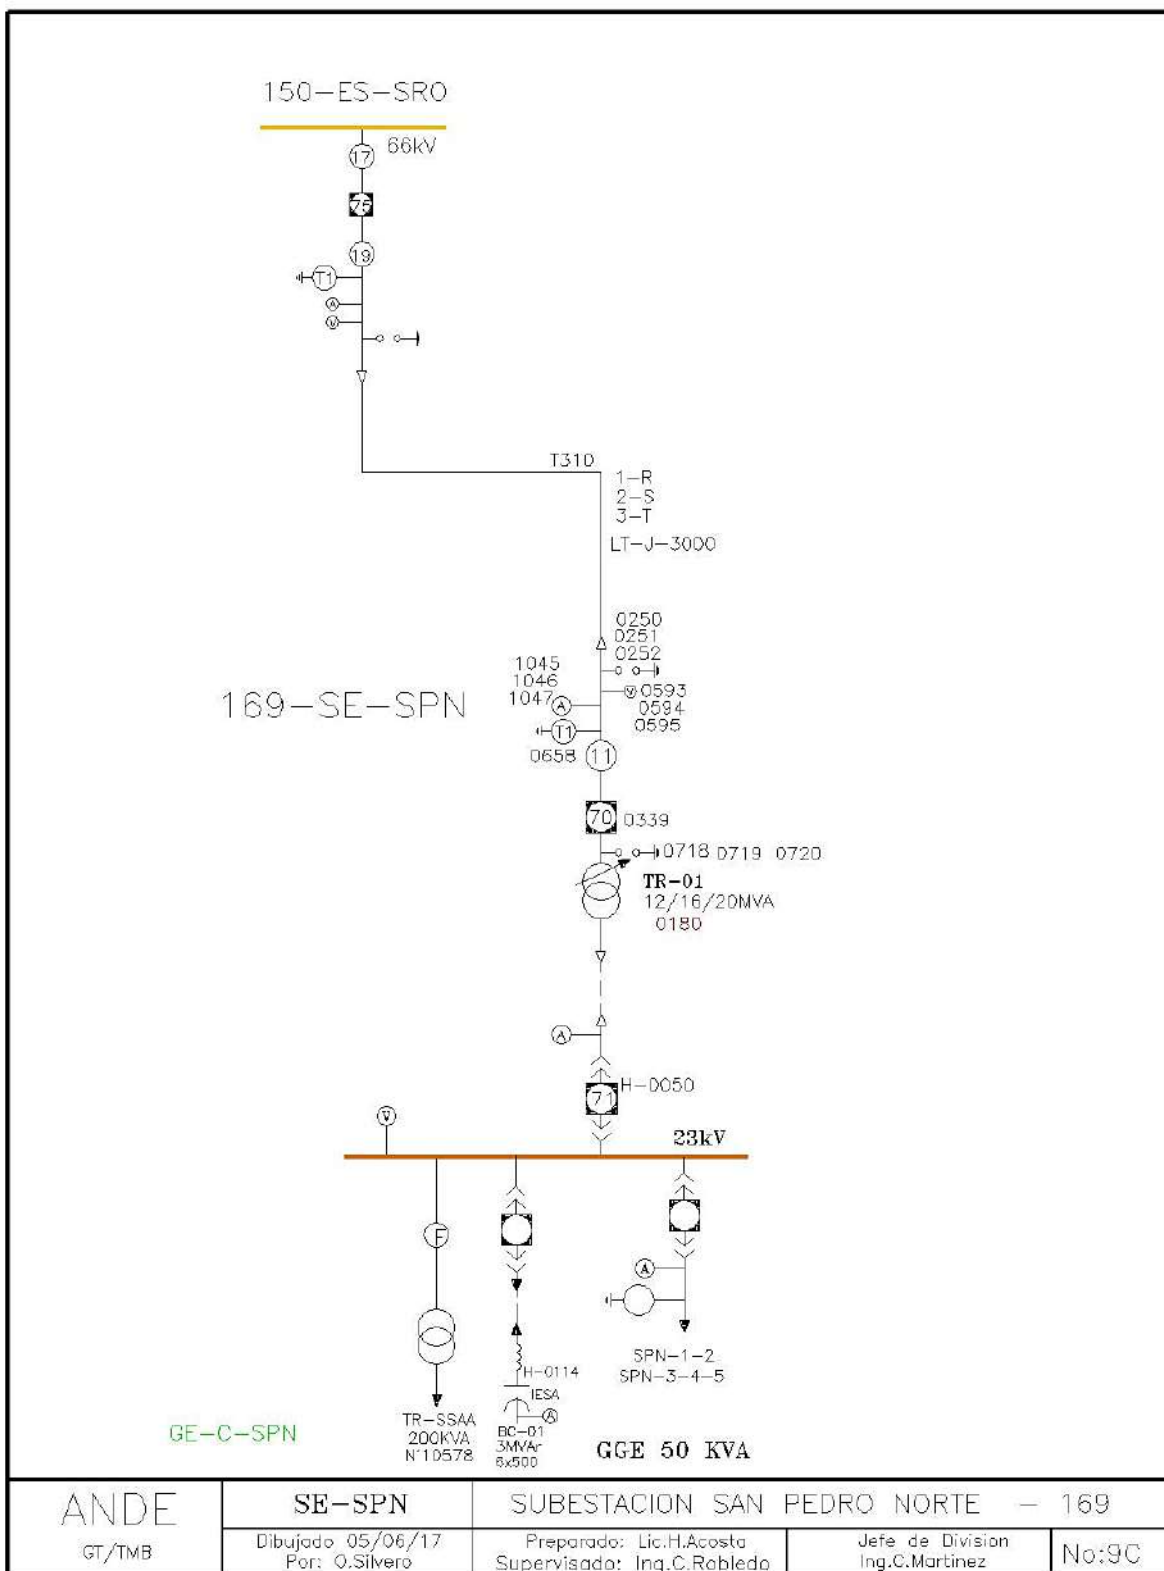 150-ES-SRO
66kV
17
75
19
T1
A
V
T310
1-R
2-S
3-T
LT-J-3000
0250
0251
0252
1045
1046
1047
A
V 0593
0594
0595
169-SE-SPN
T1
0658
11
70
0339
0718 0719 0720
TR-01
12/16/20MVA
0180
A
H-0050
71
V
23kV
F
A
H-0114
IESA
A
SPN-1-2
SPN-3-4-5
TR-SSAA
200KVA
N°10578
BC-01
3MVAr
6x500
GE-C-SPN
GGE 50 KVA
ANDE
GT/TMB
SE-SPN
SUBESTACION SAN PEDRO NORTE - 169
Dibujado 05/06/17
Por: O.Silvero
Preparado: Lic.H.Acosta
Supervisado: Ing.C.Robledo
Jefe de Division
Ing.C.Martinez
No:9C